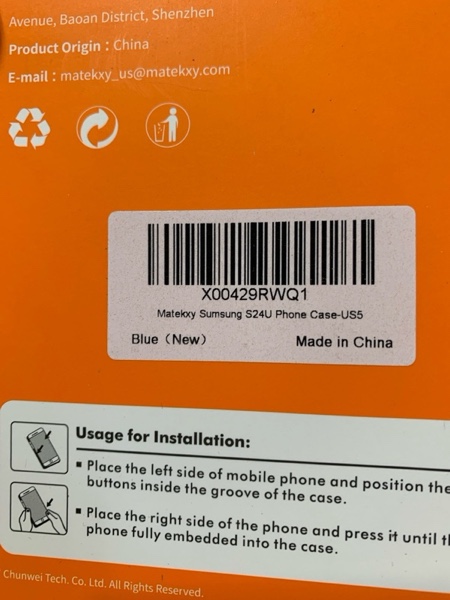 Avenue, Baoan District, Shenzhen
Product Origin : China
E-mail : matekxy_us@matekxy.com
X00429RWQ1
Matekxy Sumsung S24U Phone Case-US5
Blue（New） Made in China
Usage for Installation:
▪ Place the left side of mobile phone and position the
buttons inside the groove of the case.
▪ Place the right side of the phone and press it until
phone fully embedded into the case.
Chunwei Tech. Co. Ltd. All Rights Reserved.